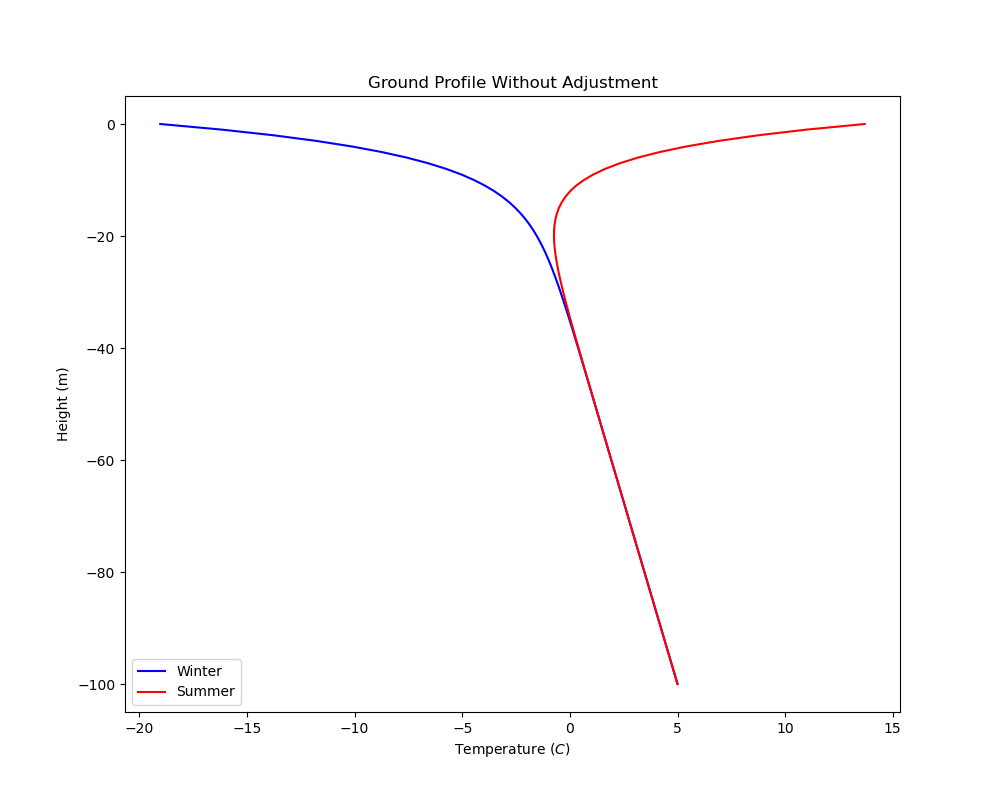 Ground Profile Without Adjustment
0
−20
−40
−60
−80
−100
Height (m)
Winter
Summer
−20 −15 −10 −5 0 5 10 15
Temperature (C)